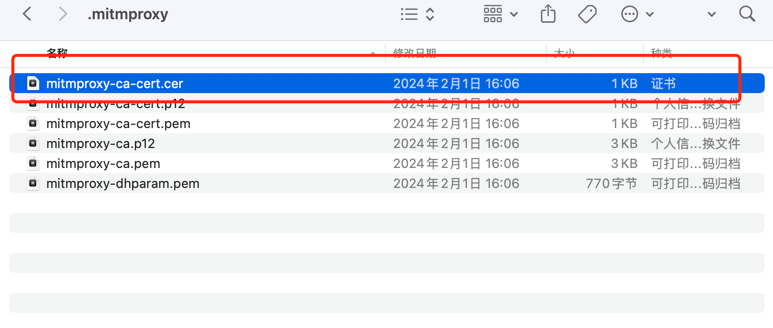 .mitmproxy
名称 修改日期 大小 种类
mitmproxy-ca-cert.cer 2024年2月1日 16:06 1 KB 证书
mitmproxy-ca-cert.p12 2024年2月1日 16:06 1 KB 个人信...换文件
mitmproxy-ca-cert.pem 2024年2月1日 16:06 1 KB 可打印...码归档
mitmproxy-ca.p12 2024年2月1日 16:06 3 KB 个人信...换文件
mitmproxy-ca.pem 2024年2月1日 16:06 3 KB 可打印...码归档
mitmproxy-dhparam.pem 2024年2月1日 16:06 770字节 可打印...码归档